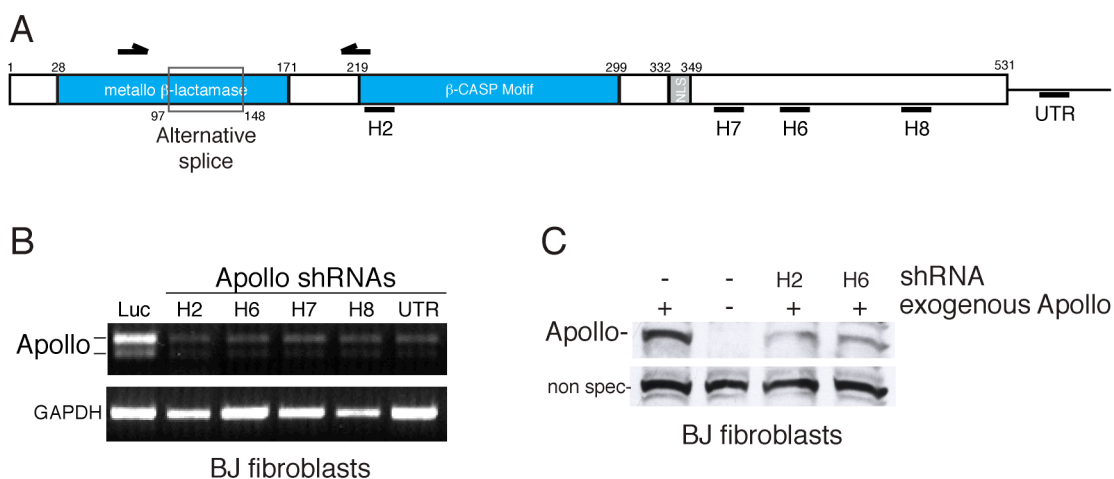 A
1 28 171 219 299 332 349 531
metallo β-lactamase β-CASP Motif NLS
97 148
H2 H7 H6 H8 UTR
Alternative
splice
B
Apollo shRNAs
Luc H2 H6 H7 H8 UTR
Apollo
GAPDH
BJ fibroblasts
C
- - H2 H6 shRNA
+ - + + exogenous Apollo
Apollo-
non spec-
BJ fibroblasts